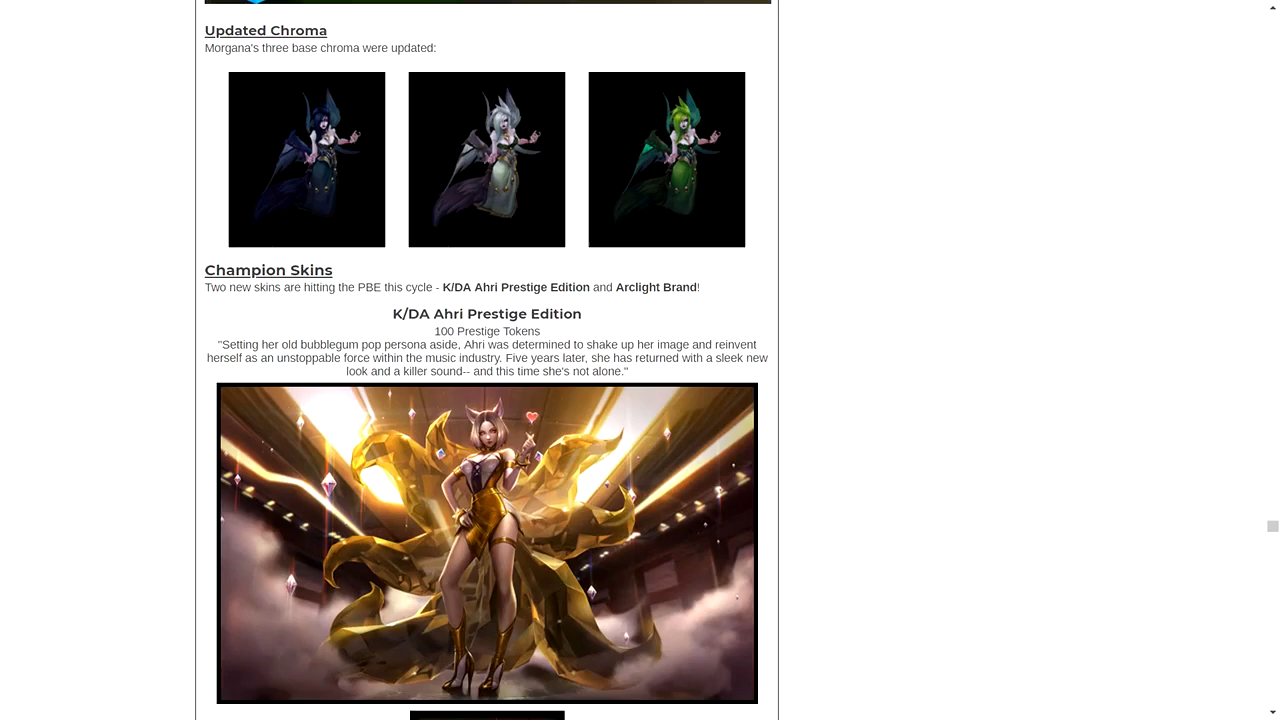 Updated Chroma
Morgana's three base chroma were updated:
Champion Skins
Two new skins are hitting the PBE this cycle - K/DA Ahri Prestige Edition and Arclight Brand!
K/DA Ahri Prestige Edition
100 Prestige Tokens
"Setting her old bubblegum pop persona aside, Ahri was determined to shake up her image and reinvent
herself as an unstoppable force within the music industry. Five years later, she has returned with a sleek new
look and a killer sound-- and this time she's not alone."